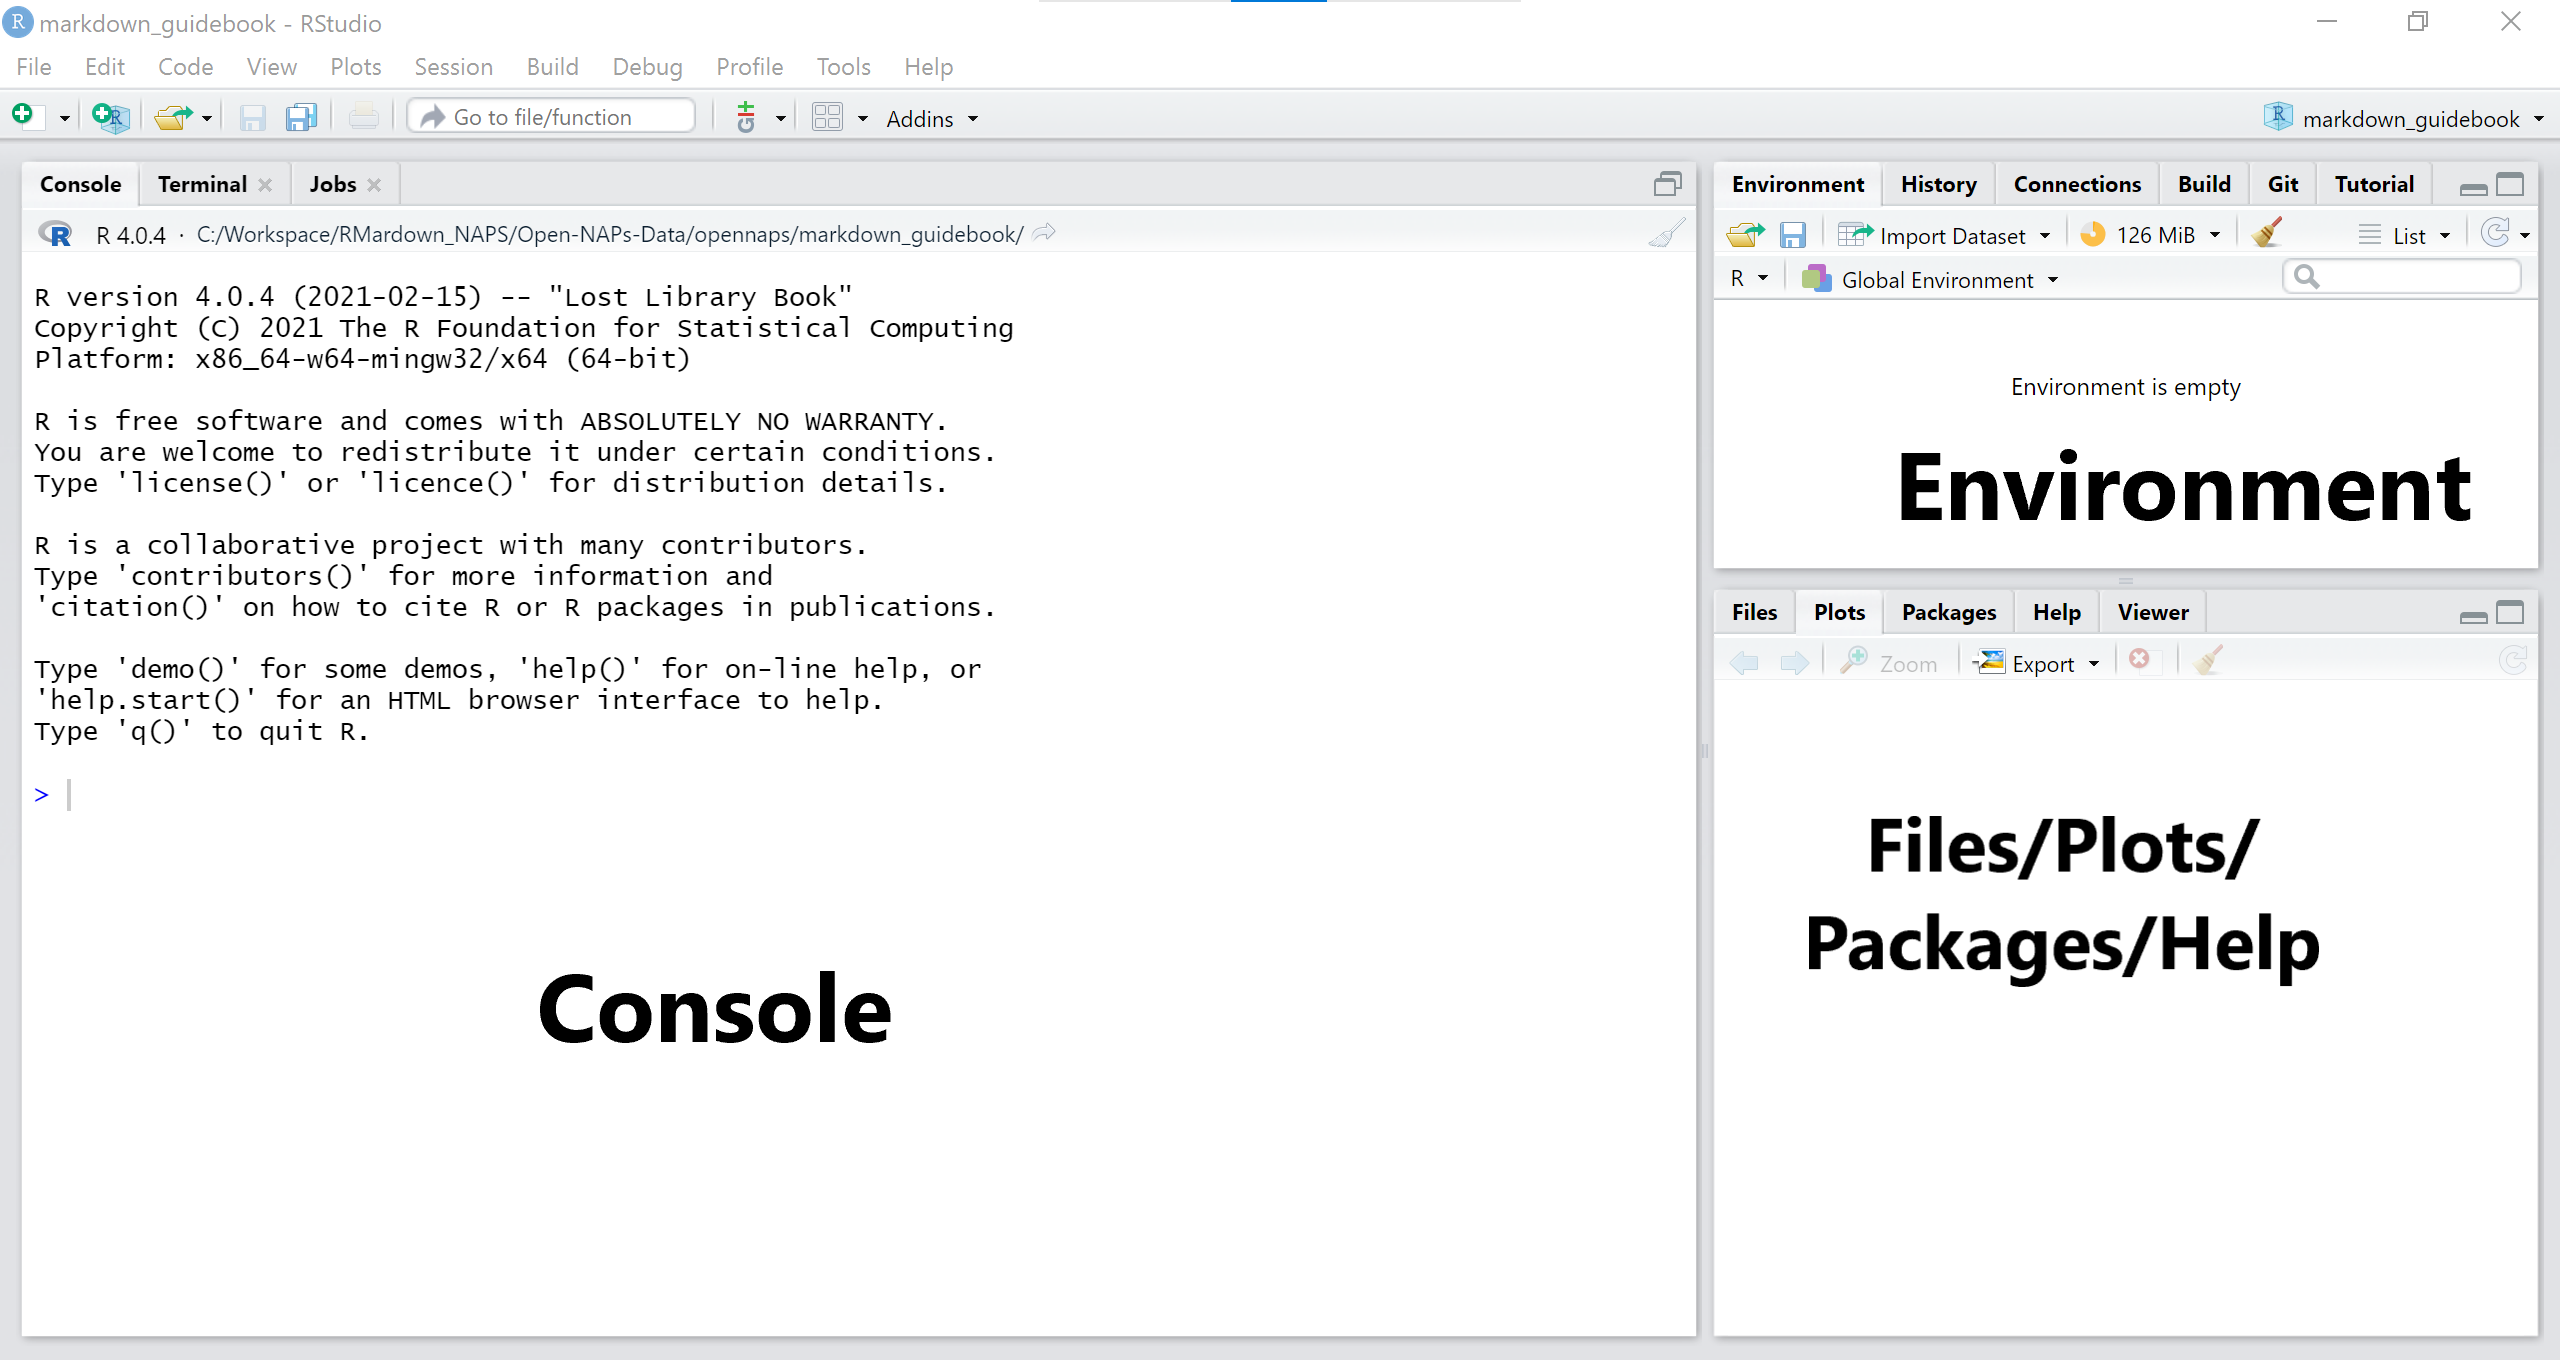 markdown_guidebook - RStudio
File Edit Code View Plots Session Build Debug Profile Tools Help
Go to file/function Addins markdown_guidebook
Console Terminal Jobs
R 4.0.4 · C:/Workspace/RMardown_NAPS/Open-NAPs-Data/opennaps/markdown_guidebook/
R version 4.0.4 (2021-02-15) -- "Lost Library Book"
Copyright (C) 2021 The R Foundation for Statistical Computing
Platform: x86_64-w64-mingw32/x64 (64-bit)
R is free software and comes with ABSOLUTELY NO WARRANTY.
You are welcome to redistribute it under certain conditions.
Type 'license()' or 'licence()' for distribution details.
R is a collaborative project with many contributors.
Type 'contributors()' for more information and
'citation()' on how to cite R or R packages in publications.
Type 'demo()' for some demos, 'help()' for on-line help, or
'help.start()' for an HTML browser interface to help.
Type 'q()' to quit R.
>
Console
Environment History Connections Build Git Tutorial
Import Dataset 126 MiB List
R Global Environment
Environment is empty
Environment
Files Plots Packages Help Viewer
Zoom Export
Files/Plots/
Packages/Help